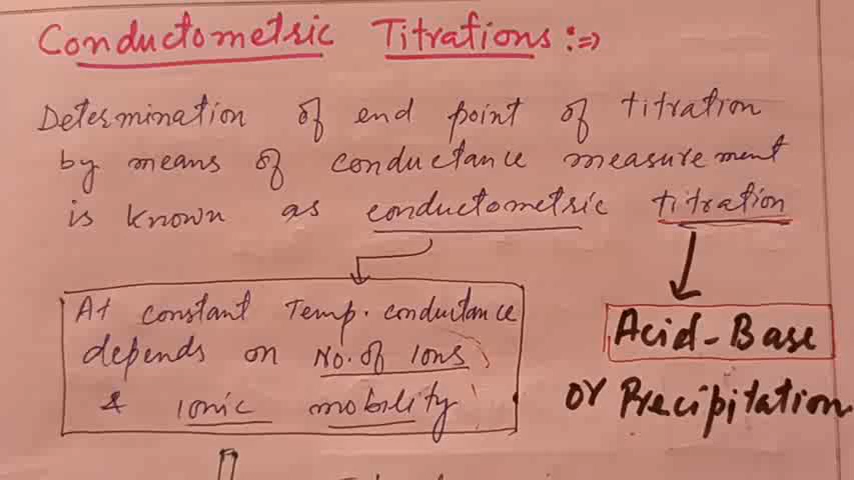 Conductometric Titrations :⇒
Determination of end point of titration
by means of conductance measurement
is known as conductometric titration
At constant Temp. conductance
depends on No. of Ions
& Ionic mobility
Acid-Base
or Precipitation